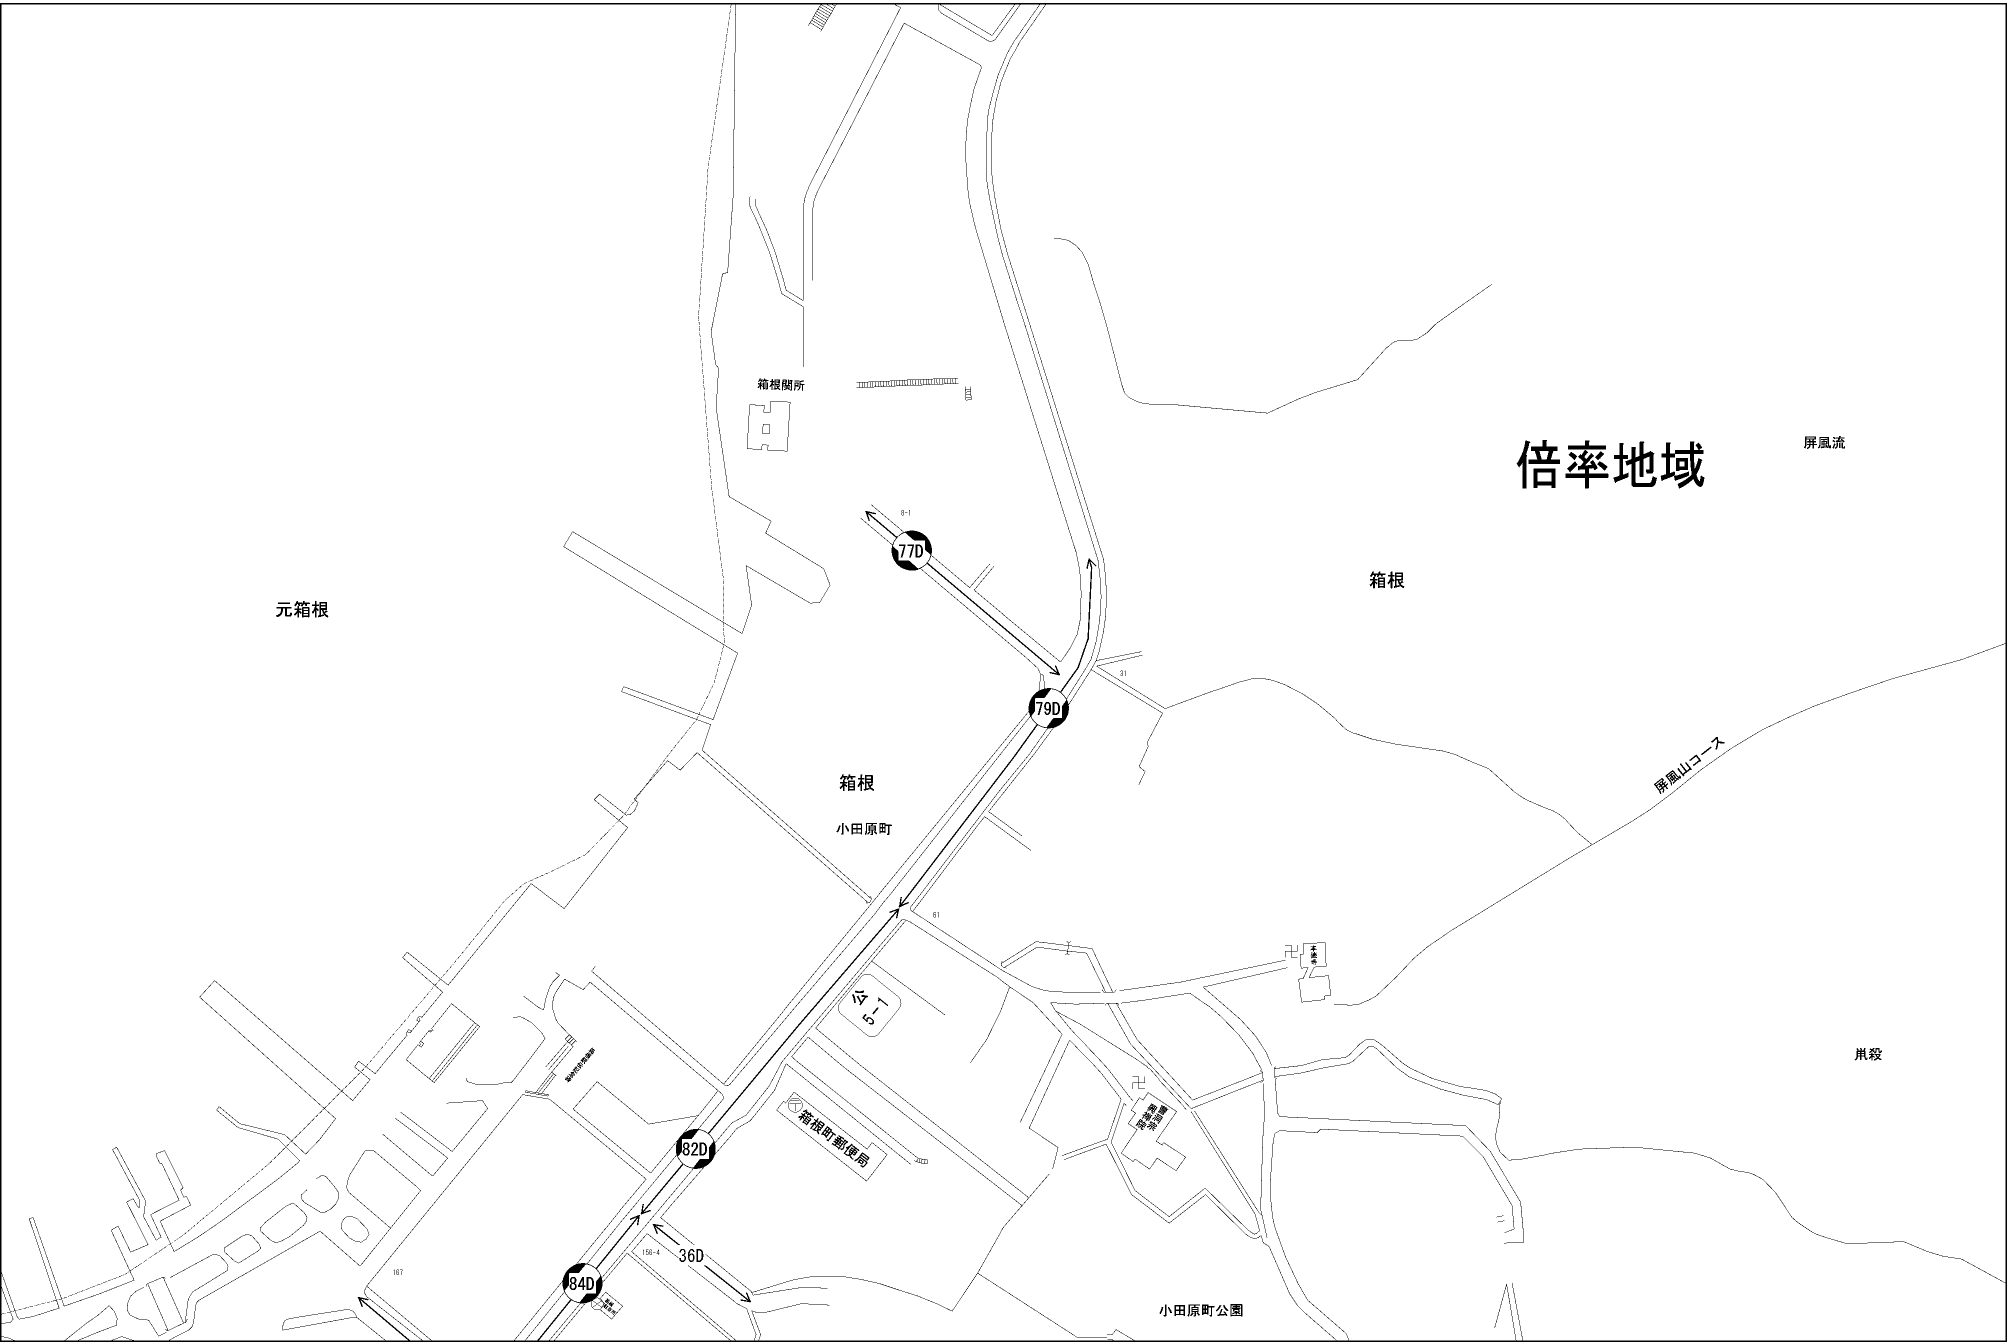 箱根関所
倍率地域
屏風流
8-1
77D
箱根
元箱根
31
79D
屏風山コース
箱根
小田原町
61
公
5-1
本還寺
鼡殺
箱根町郵便局
82D
156-4
36D
167
84D
小田原町公園